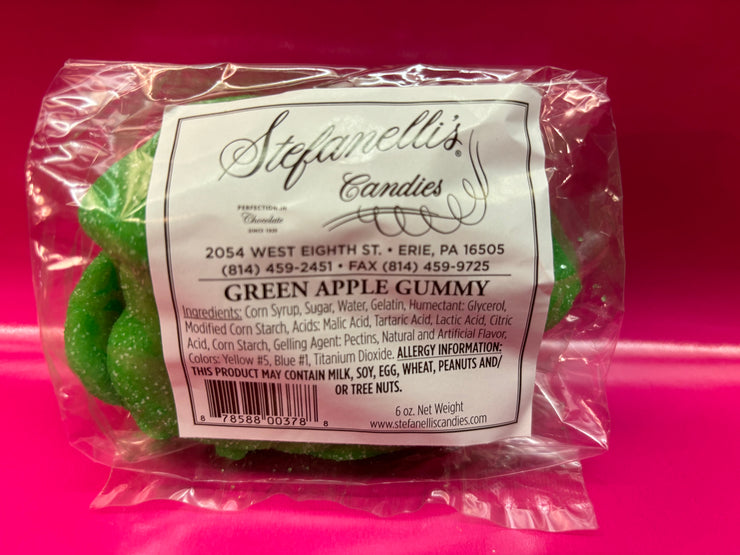 Stefanelli's®
Candies
PERFECTION IN
Chocolate
SINCE 1929
2054 WEST EIGHTH ST. • ERIE, PA 16505
(814) 459-2451 • FAX (814) 459-9725
GREEN APPLE GUMMY
Ingredients: Corn Syrup, Sugar, Water, Gelatin, Humectant: Glycerol,
Modified Corn Starch, Acids: Malic Acid, Tartaric Acid, Lactic Acid, Citric
Acid, Corn Starch, Gelling Agent: Pectins, Natural and Artificial Flavor,
Colors: Yellow #5, Blue #1, Titanium Dioxide. ALLERGY INFORMATION:
THIS PRODUCT MAY CONTAIN MILK, SOY, EGG, WHEAT, PEANUTS AND/
OR TREE NUTS.
8 78588 00378 8
6 oz. Net Weight
www.stefanelliscandies.com